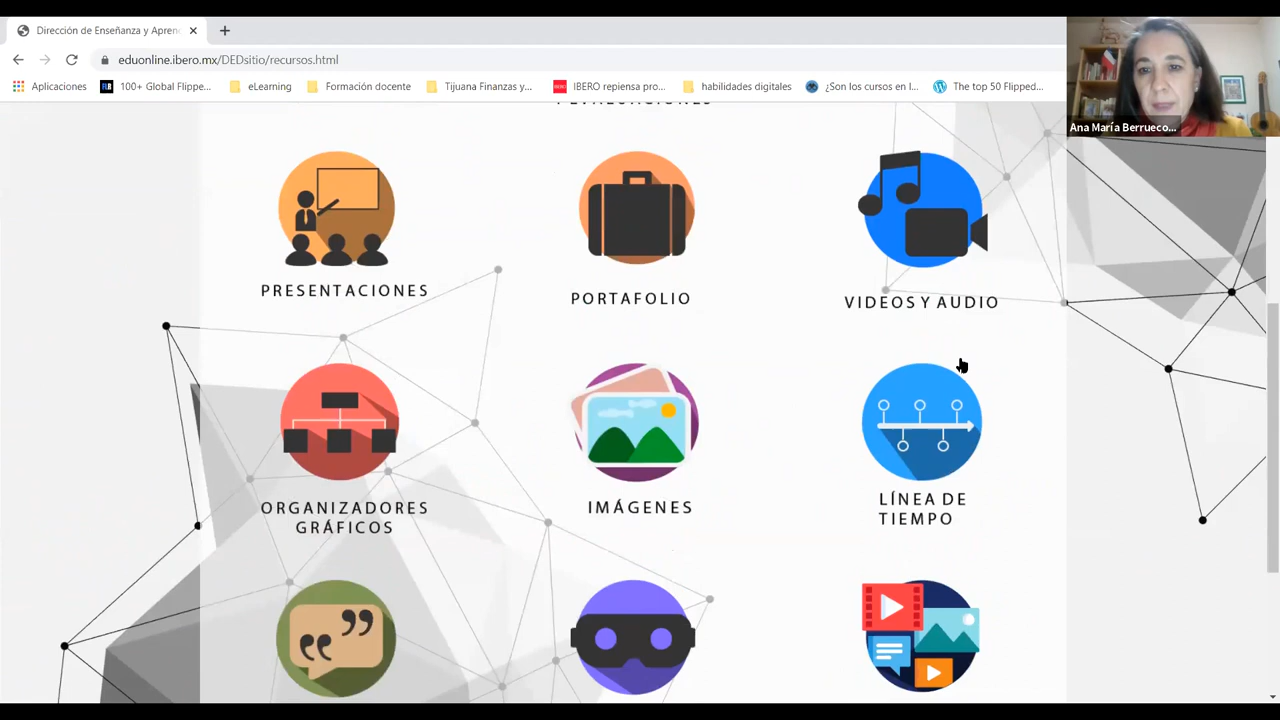 Dirección de Enseñanza y Apren
eduonline.ibero.mx/DEDsitio/recursos.html
Aplicaciones
100+ Global Flippe...
eLearning
Formación docente
Tijuana Finanzas y...
IBERO repiensa pro...
habilidades digitales
¿Son los cursos en l...
The top 50 Flipped...
Ana María Berrueco...
PRESENTACIONES
PORTAFOLIO
VIDEOS Y AUDIO
ORGANIZADORES
GRÁFICOS
IMÁGENES
LÍNEA DE
TIEMPO